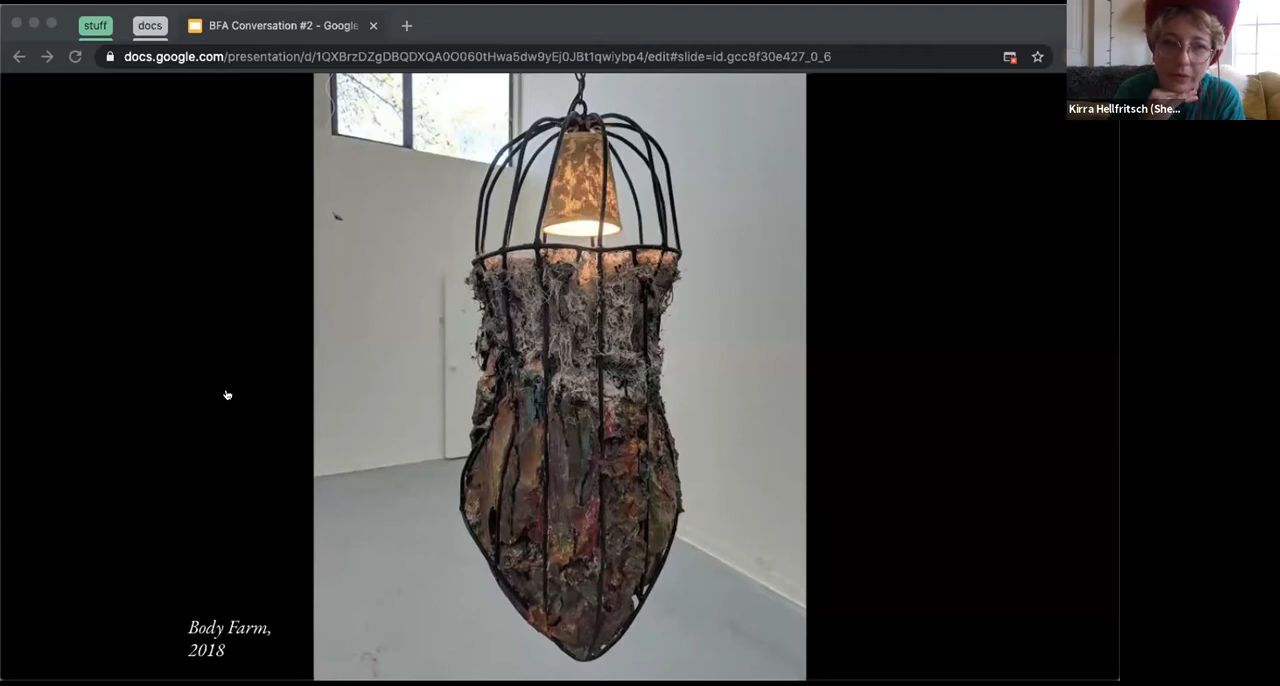 stuff
docs
BFA Conversation #2 - Google
docs.google.com/presentation/d/1QXBrzDZgDBQDXQA0O060tHwa5dw9yEj0JBt1qwiybp4/edit#slide=id.gcc8f30e427_0_6
Kirra Hellfritsch (She...
Body Farm,
2018